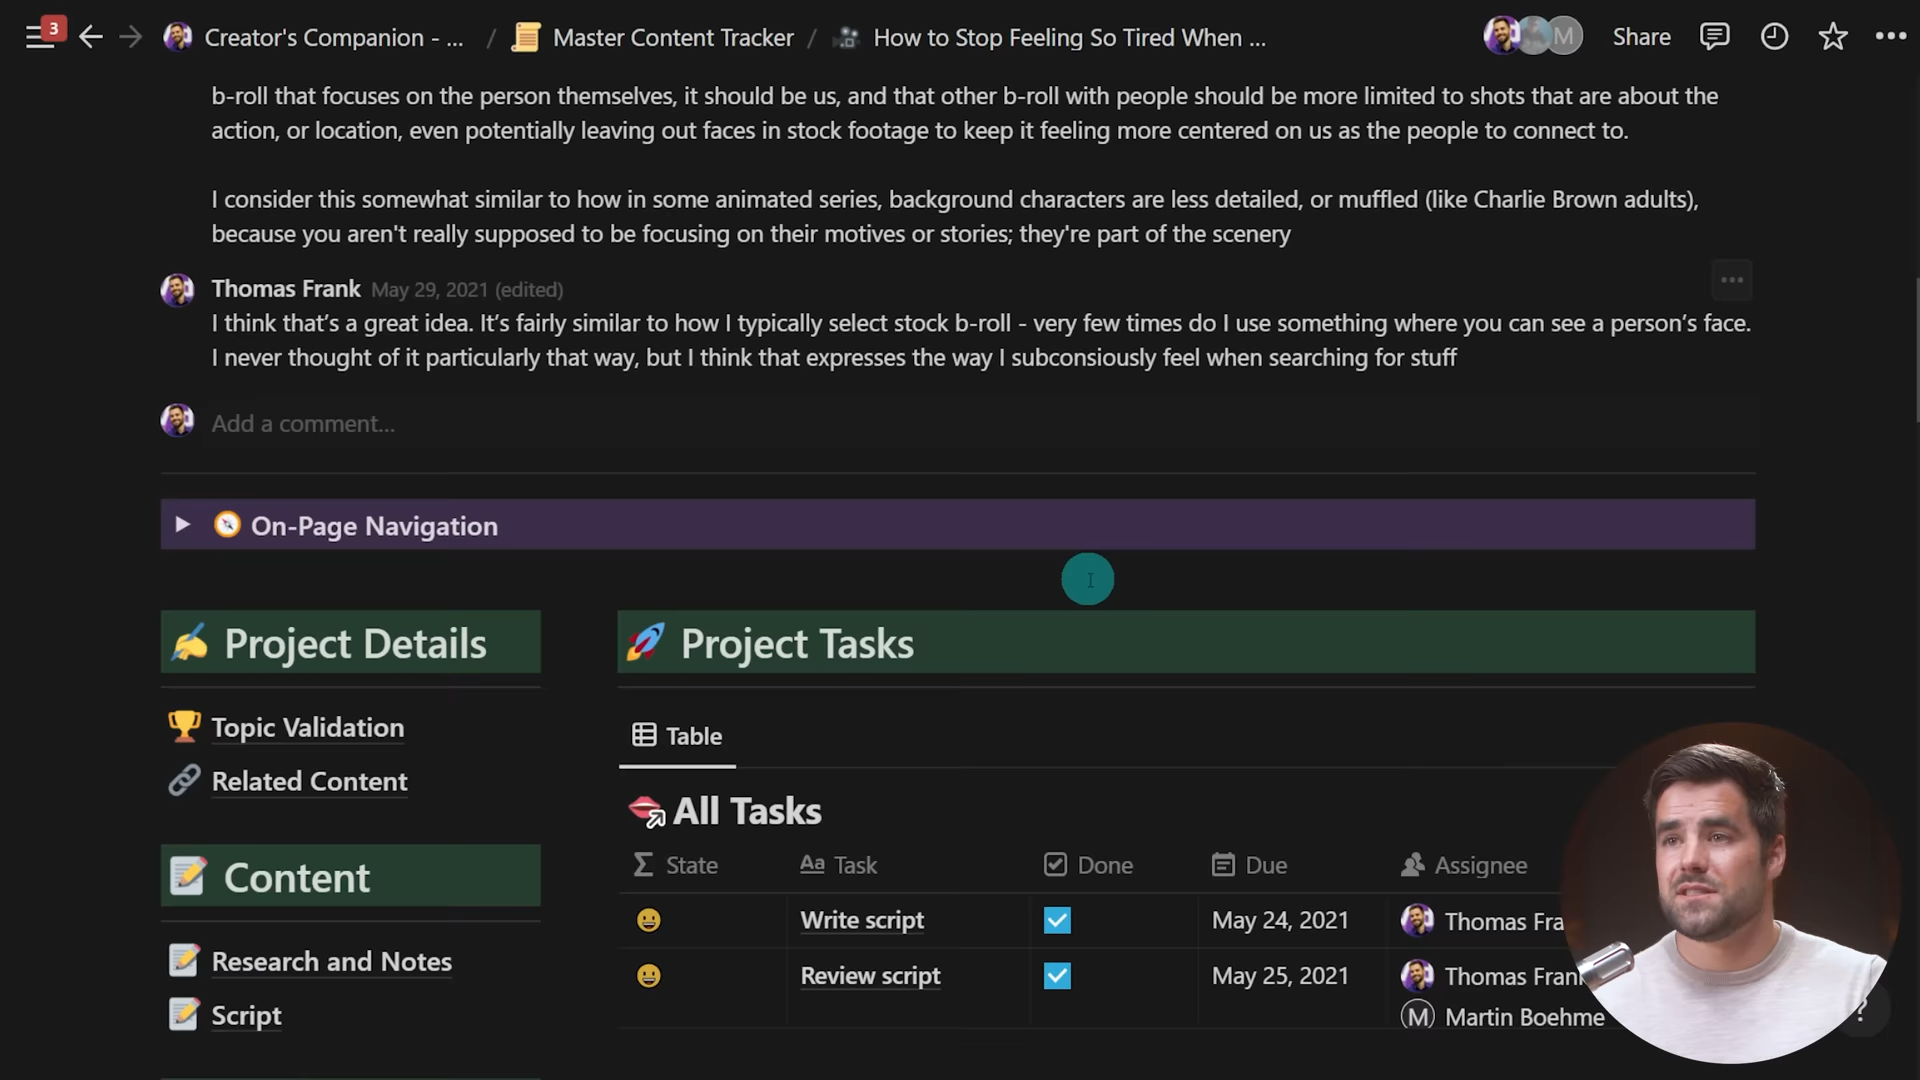 3
Creator's Companion - ... / Master Content Tracker / How to Stop Feeling So Tired When ...
M
Share
b-roll that focuses on the person themselves, it should be us, and that other b-roll with people should be more limited to shots that are about the
action, or location, even potentially leaving out faces in stock footage to keep it feeling more centered on us as the people to connect to.
I consider this somewhat similar to how in some animated series, background characters are less detailed, or muffled (like Charlie Brown adults),
because you aren't really supposed to be focusing on their motives or stories; they're part of the scenery
Thomas Frank May 29, 2021 (edited)
I think that's a great idea. It's fairly similar to how I typically select stock b-roll - very few times do I use something where you can see a person's face.
I never thought of it particularly that way, but I think that expresses the way I subconsiously feel when searching for stuff
Add a comment...
On-Page Navigation
Project Details
Topic Validation
Related Content
Content
Research and Notes
Script
Project Tasks
Table
All Tasks
State Aa Task Done Due Assignee
Write script May 24, 2021 Thomas Fra
Review script May 25, 2021 Thomas Fran
M Martin Boehme
?